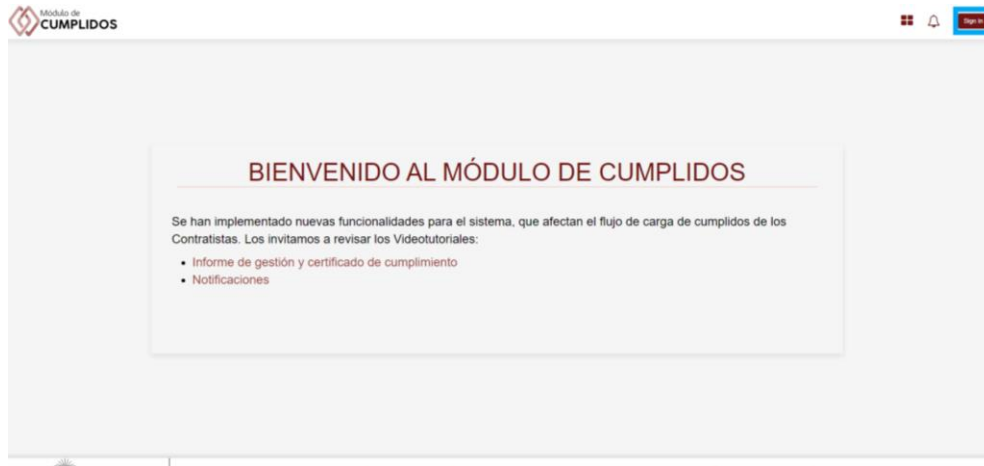 Módulo de
CUMPLIDOS
Sign in
BIENVENIDO AL MÓDULO DE CUMPLIDOS
Se han implementado nuevas funcionalidades para el sistema, que afectan el flujo de carga de cumplidos de los
Contratistas. Los invitamos a revisar los Videotutoriales:
• Informe de gestión y certificado de cumplimiento
• Notificaciones